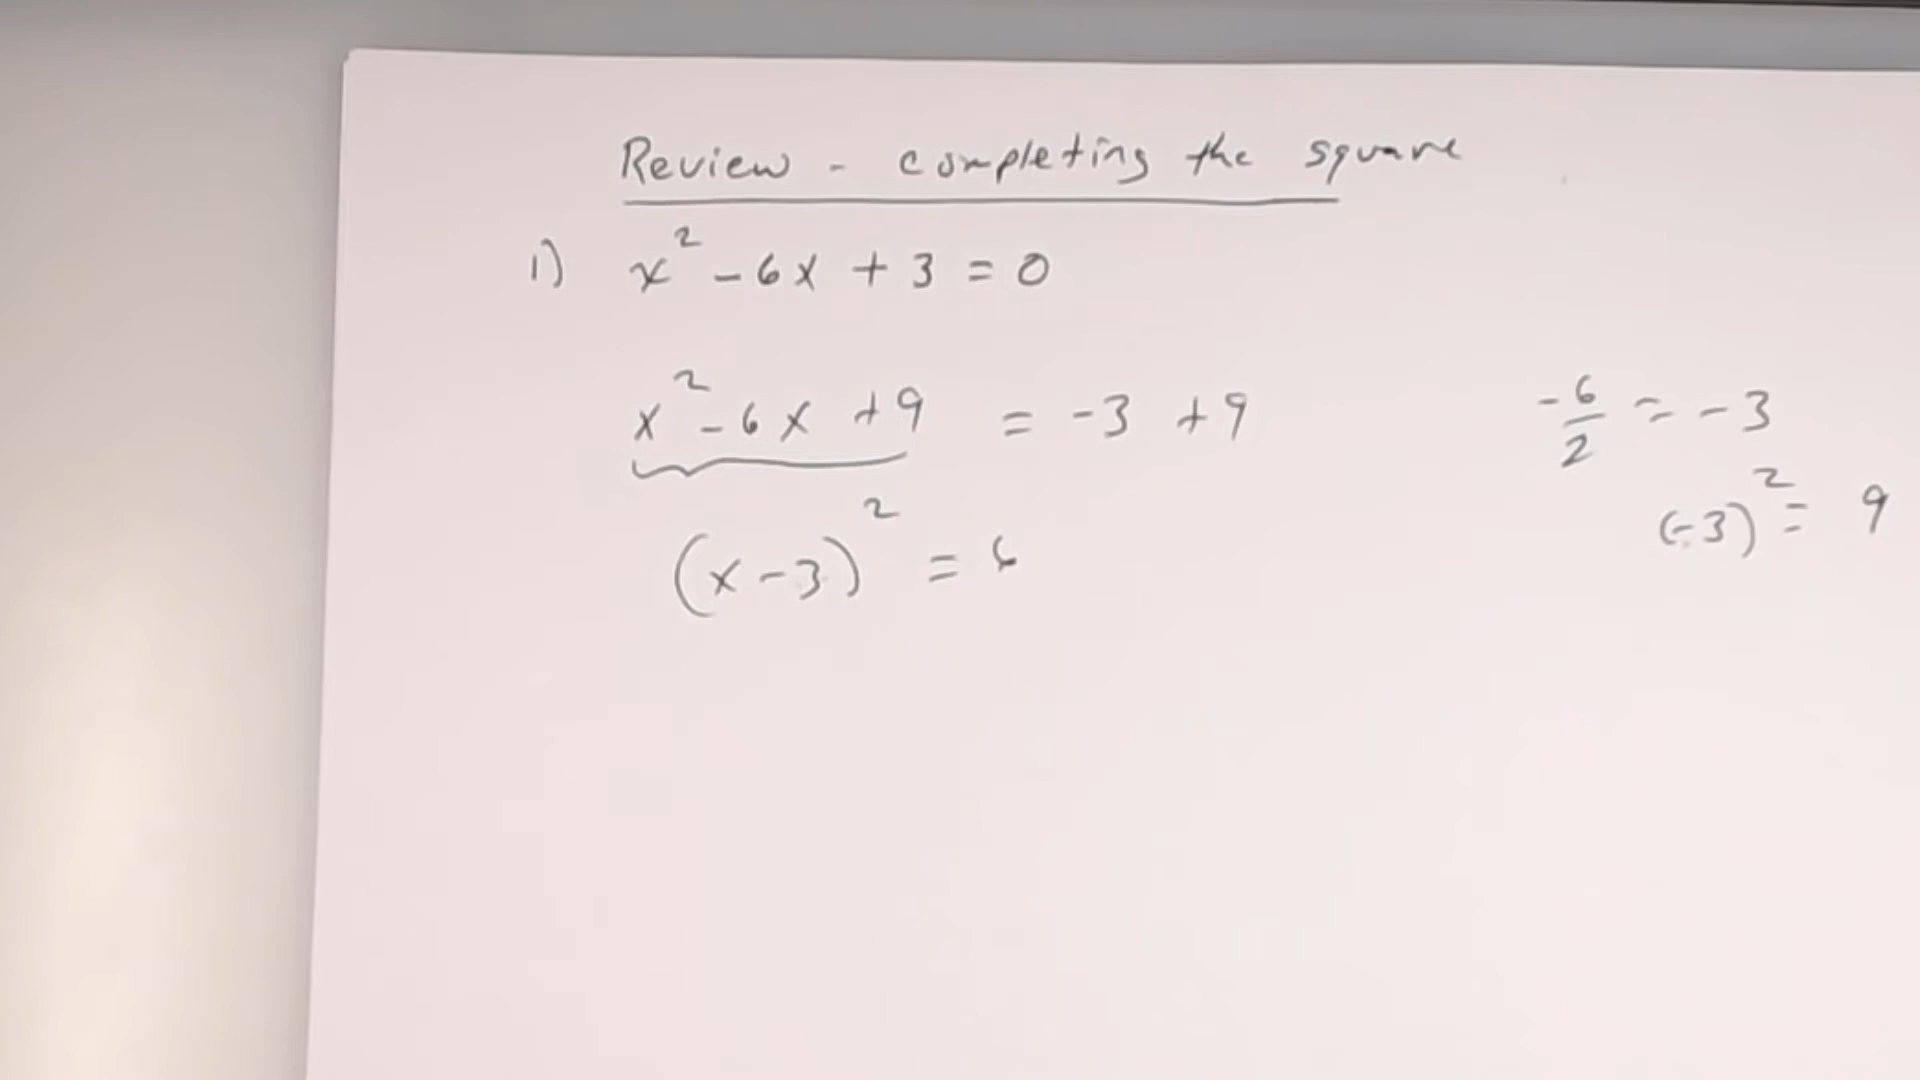 Review - completing the square
1) x² - 6x + 3 = 0
x² - 6x + 9 = -3 + 9
(x - 3)² = 6
-6/2 = -3
(-3)² = 9